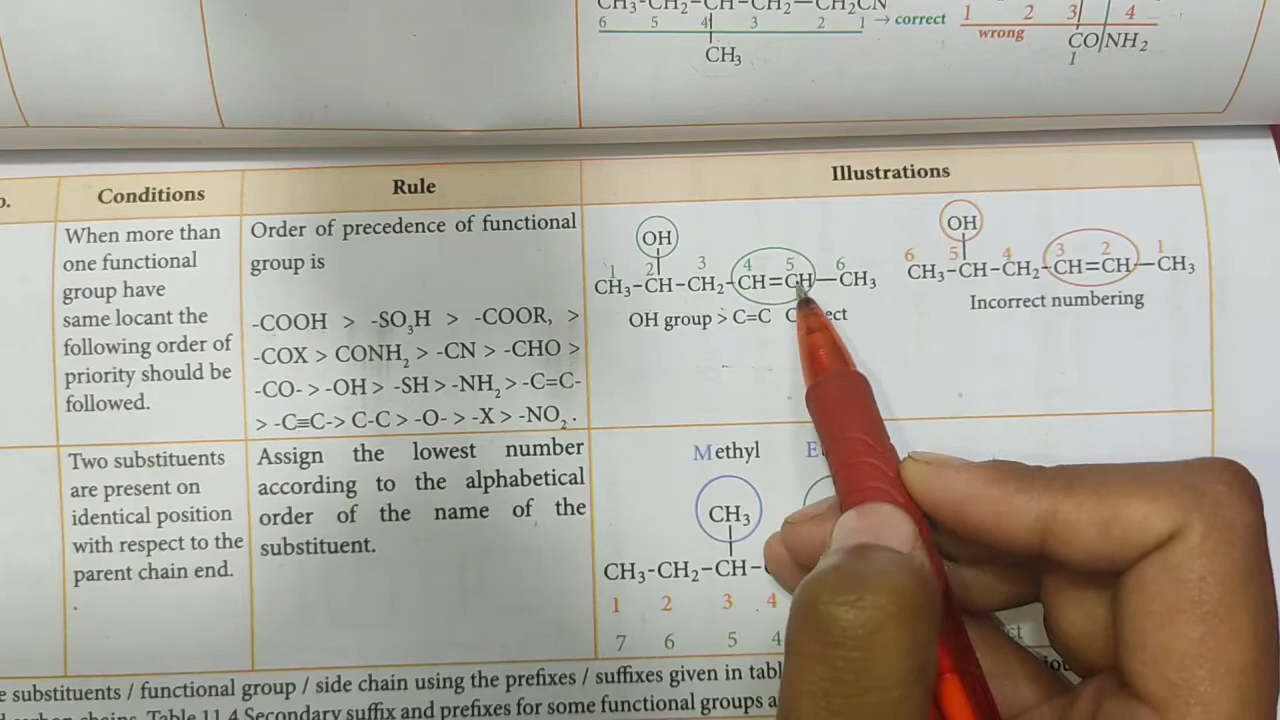 CH3-CH2-CH-CH2-CH2CN
6 5 4 3 2 1 → correct
CH3
1 2 3 4
wrong
CO NH2
1
Conditions
Rule
Illustrations
When more than
one functional
group have
same locant the
following order of
priority should be
followed.
Order of precedence of functional
group is
-COOH > -SO3H > -COOR, >
-COX > CONH2 > -CN > -CHO >
-CO- > -OH > -SH > -NH2 > -C=C-
> -C≡C-> C-C > -O- > -X > -NO2 .
OH
1 2 3 4 5 6
CH3-CH-CH2-CH=CH-CH3
OH group > C=C
OH
6 5 4 3 2 1
CH3-CH-CH2-CH=CH-CH3
Incorrect numbering
Two substituents
are present on
identical position
with respect to the
parent chain end.
.
Assign the lowest number
according to the alphabetical
order of the name of the
substituent.
Methyl
CH3
CH3-CH2-CH-
1 2 3 4
7 6 5 4
substituents / functional group / side chain using the prefixes / suffixes given in
carbon chains. Table 11.4 Secondary suffix and prefixes for some functional groups